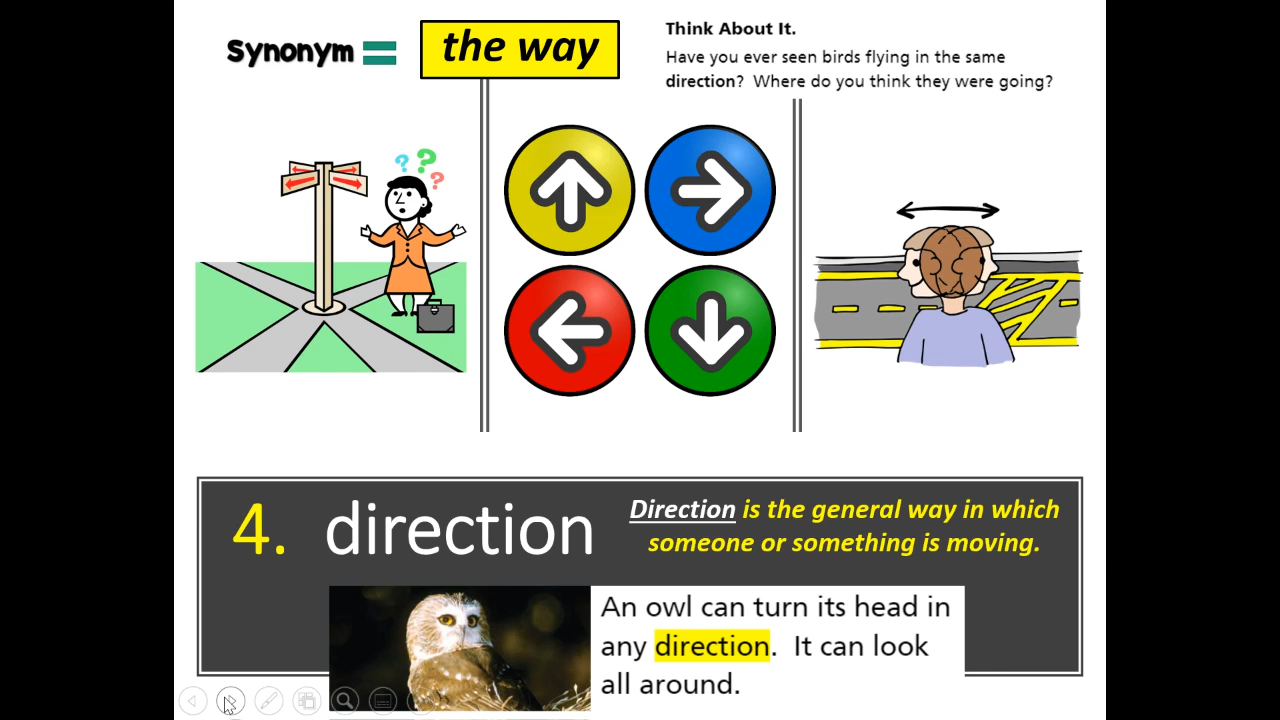 Synonym =
the way
Think About It.
Have you ever seen birds flying in the same
direction? Where do you think they were going?
? ? ?
4. direction
Direction is the general way in which
someone or something is moving.
An owl can turn its head in
any direction. It can look
all around.